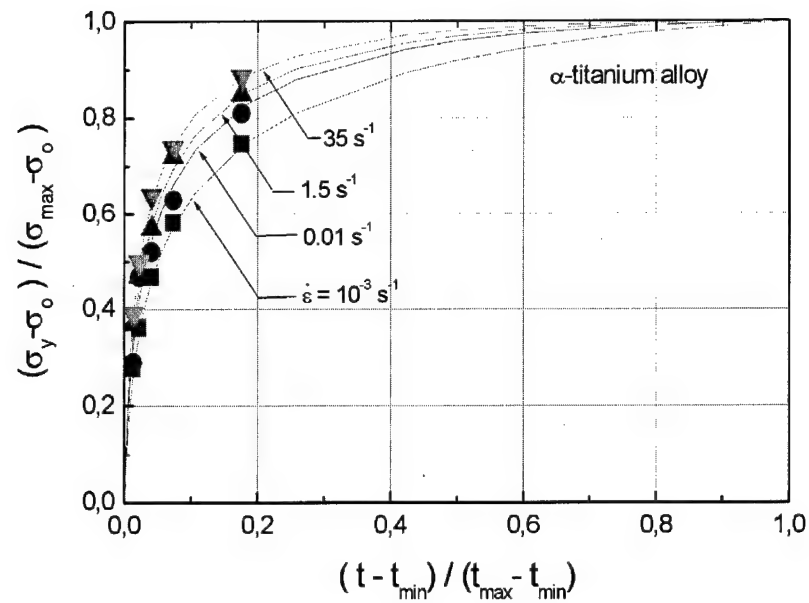 1,0
0,8
0,6
0,4
0,2
0,0
(σy-σo) / (σmax-σo)
α-titanium alloy
35 s-1
1.5 s-1
0.01 s-1
ε̇ = 10-3 s-1
0,0 0,2 0,4 0,6 0,8 1,0
( t - tmin) / (tmax- tmin)